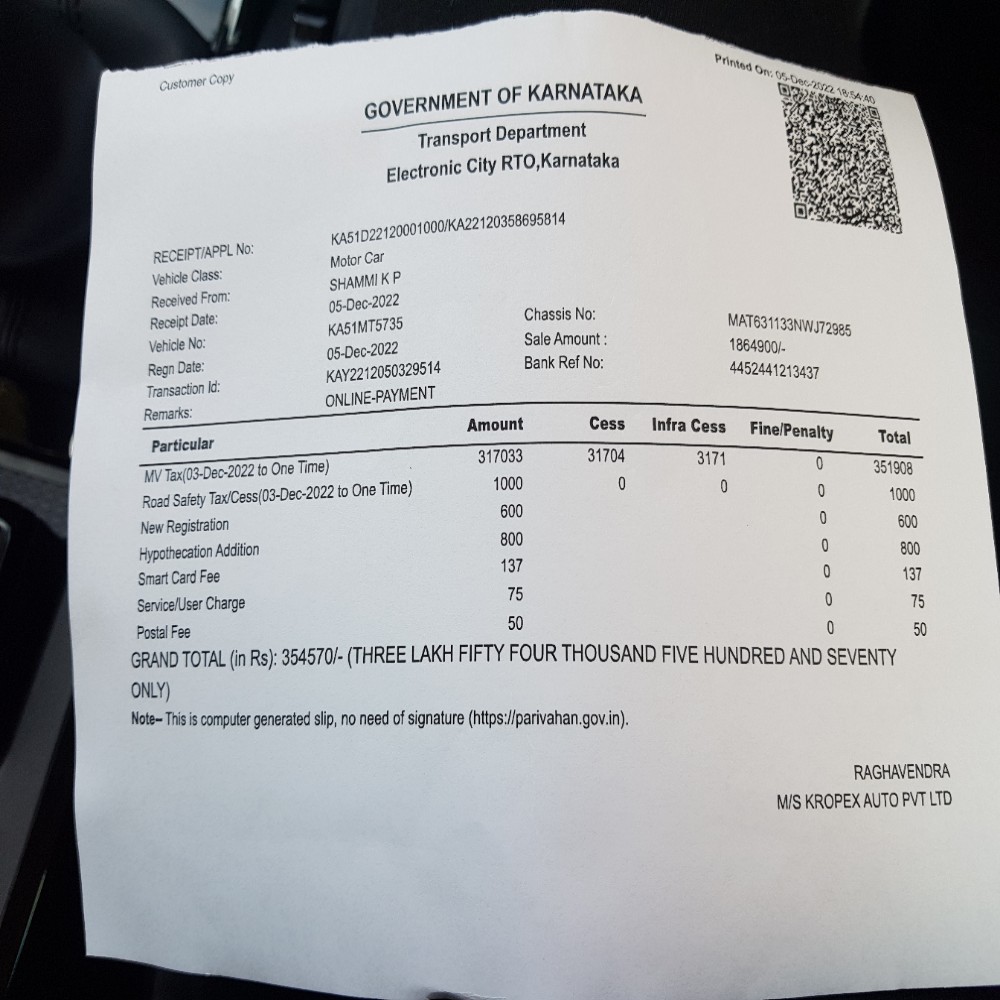 Customer Copy
Printed On: 05-Dec-2022 18:54:40
GOVERNMENT OF KARNATAKA
Transport Department
Electronic City RTO,Karnataka
RECEIPT/APPL No: KA51D22120001000/KA22120358695814
Vehicle Class: Motor Car
Received From: SHAMMI K P
Receipt Date: 05-Dec-2022
Vehicle No: KA51MT5735 Chassis No: MAT631133NWJ72985
Regn Date: 05-Dec-2022 Sale Amount : 1864900/-
Transaction Id: KAY2212050329514 Bank Ref No: 4452441213437
Remarks: ONLINE-PAYMENT
Particular Amount Cess Infra Cess Fine/Penalty Total
MV Tax(03-Dec-2022 to One Time) 317033 31704 3171 0 351908
Road Safety Tax/Cess(03-Dec-2022 to One Time) 1000 0 0 0 1000
New Registration 600 0 600
Hypothecation Addition 800 0 800
Smart Card Fee 137 0 137
Service/User Charge 75 0 75
Postal Fee 50 0 50
GRAND TOTAL (in Rs): 354570/- (THREE LAKH FIFTY FOUR THOUSAND FIVE HUNDRED AND SEVENTY
ONLY)
Note– This is computer generated slip, no need of signature (https://parivahan.gov.in).
RAGHAVENDRA
M/S KROPEX AUTO PVT LTD